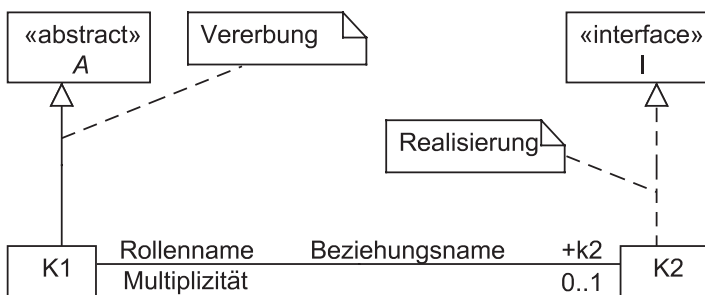 «abstract»
A
Vererbung
«interface»
I
Realisierung
K1
Rollenname Beziehungsname +k2
Multiplizität 0..1
K2